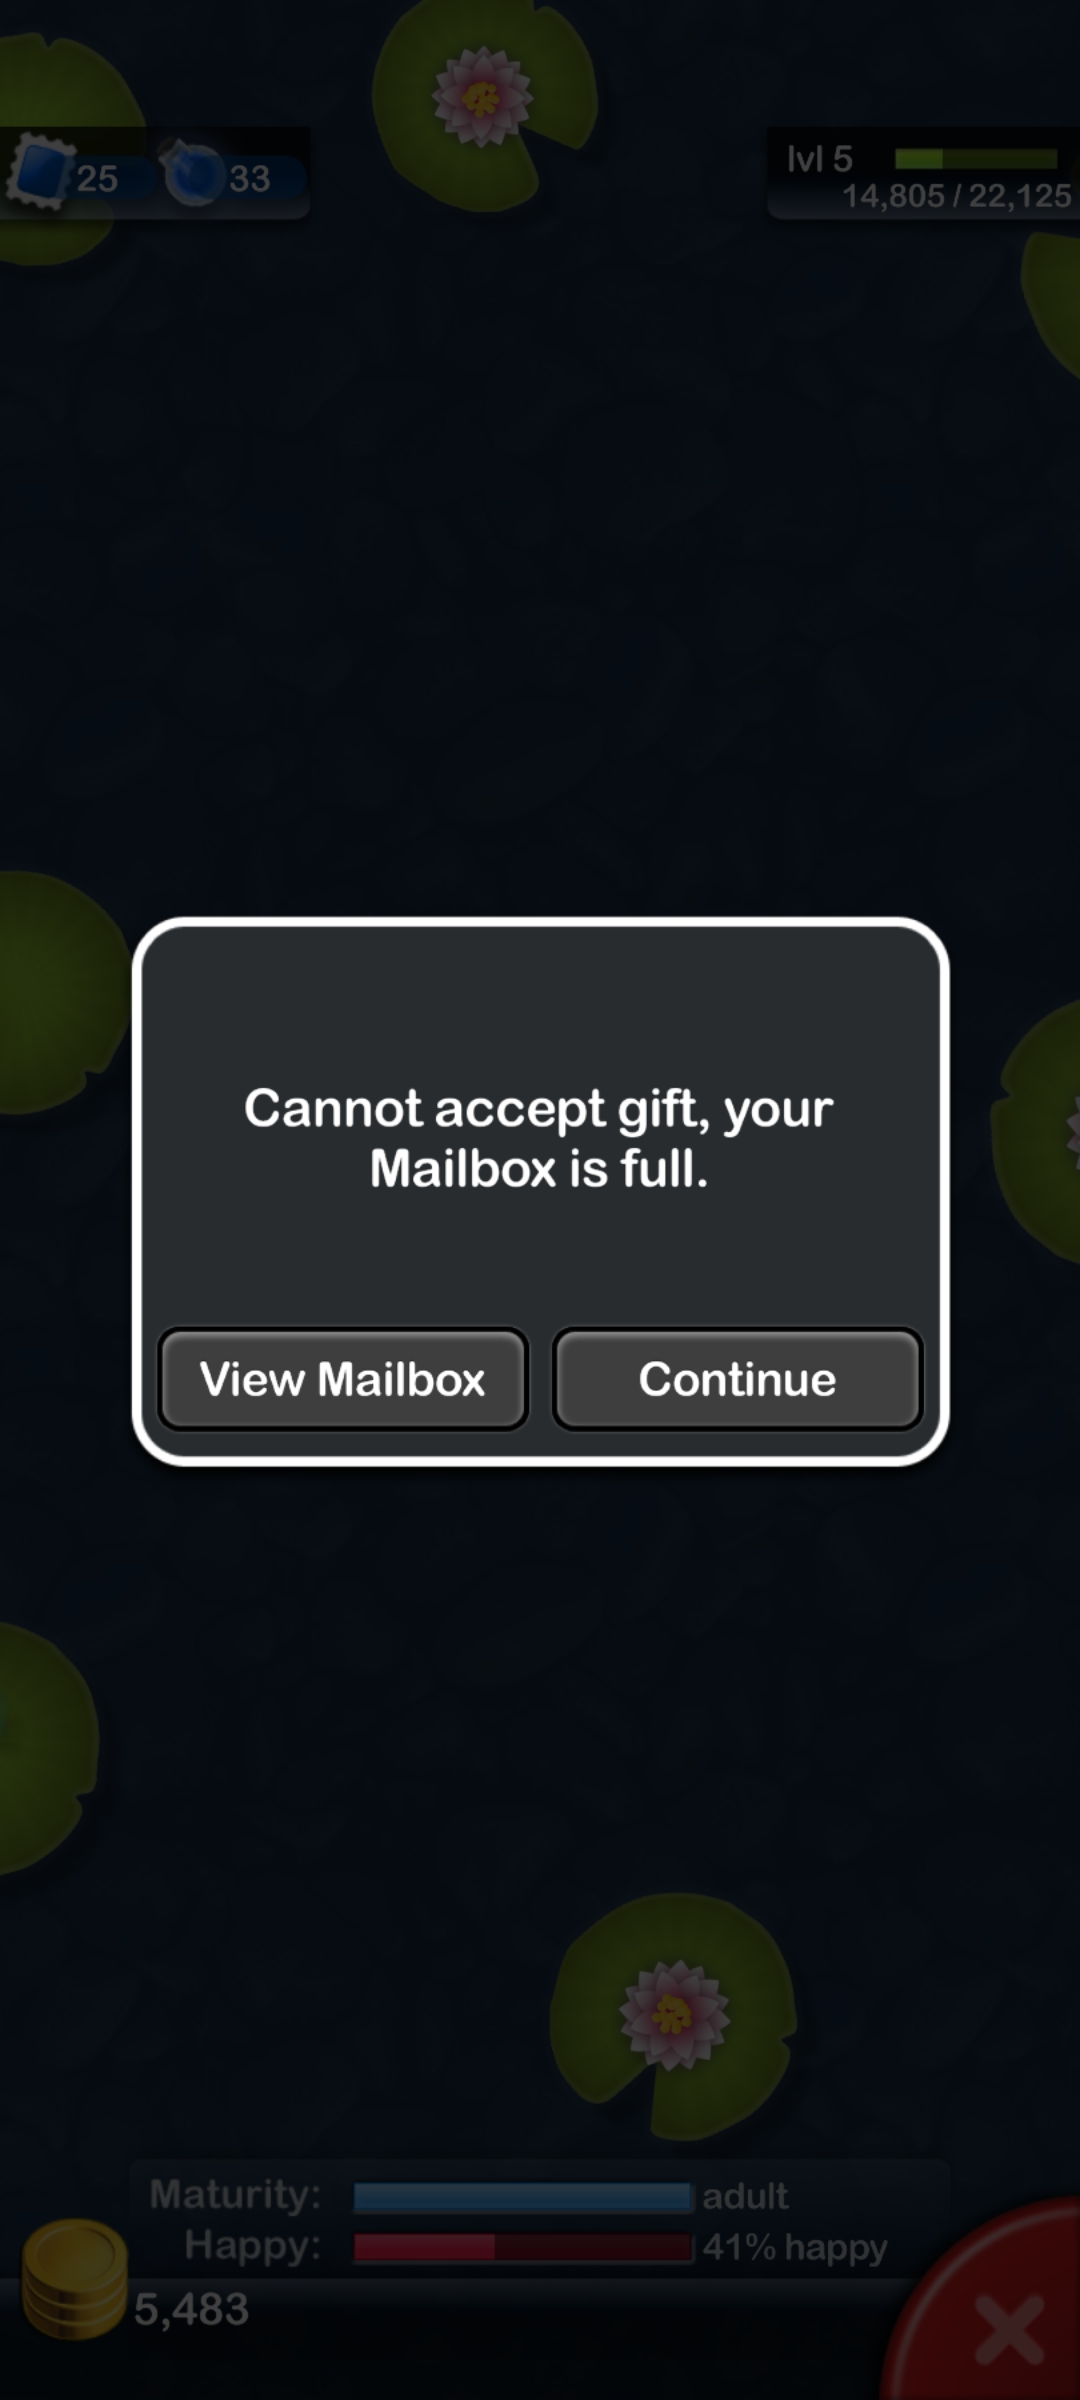 25
33
lvl 5
14,805 / 22,125
Cannot accept gift, your
Mailbox is full.
View Mailbox
Continue
Maturity:
adult
Happy:
41% happy
5,483